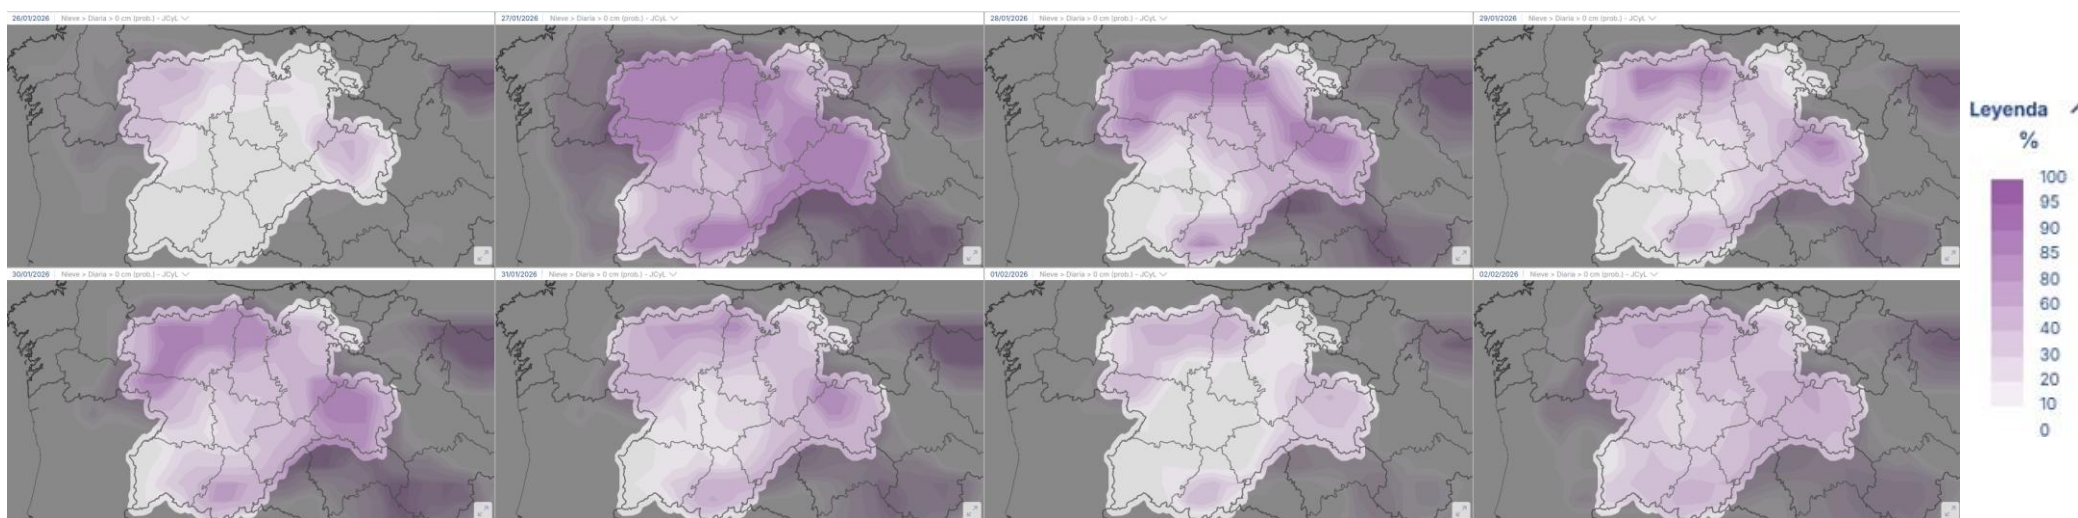 26/01/2026 Nieve > Diaria > 0 cm (prob.) - JCyL
27/01/2026 Nieve > Diaria > 0 cm (prob.) - JCyL
28/01/2026 Nieve > Diaria > 0 cm (prob.) - JCyL
29/01/2026 Nieve > Diaria > 0 cm (prob.) - JCyL
30/01/2026 Nieve > Diaria > 0 cm (prob.) - JCyL
31/01/2026 Nieve > Diaria > 0 cm (prob.) - JCyL
01/02/2026 Nieve > Diaria > 0 cm (prob.) - JCyL
02/02/2026 Nieve > Diaria > 0 cm (prob.) - JCyL
Leyenda
%
100
95
90
85
80
60
40
30
20
10
0